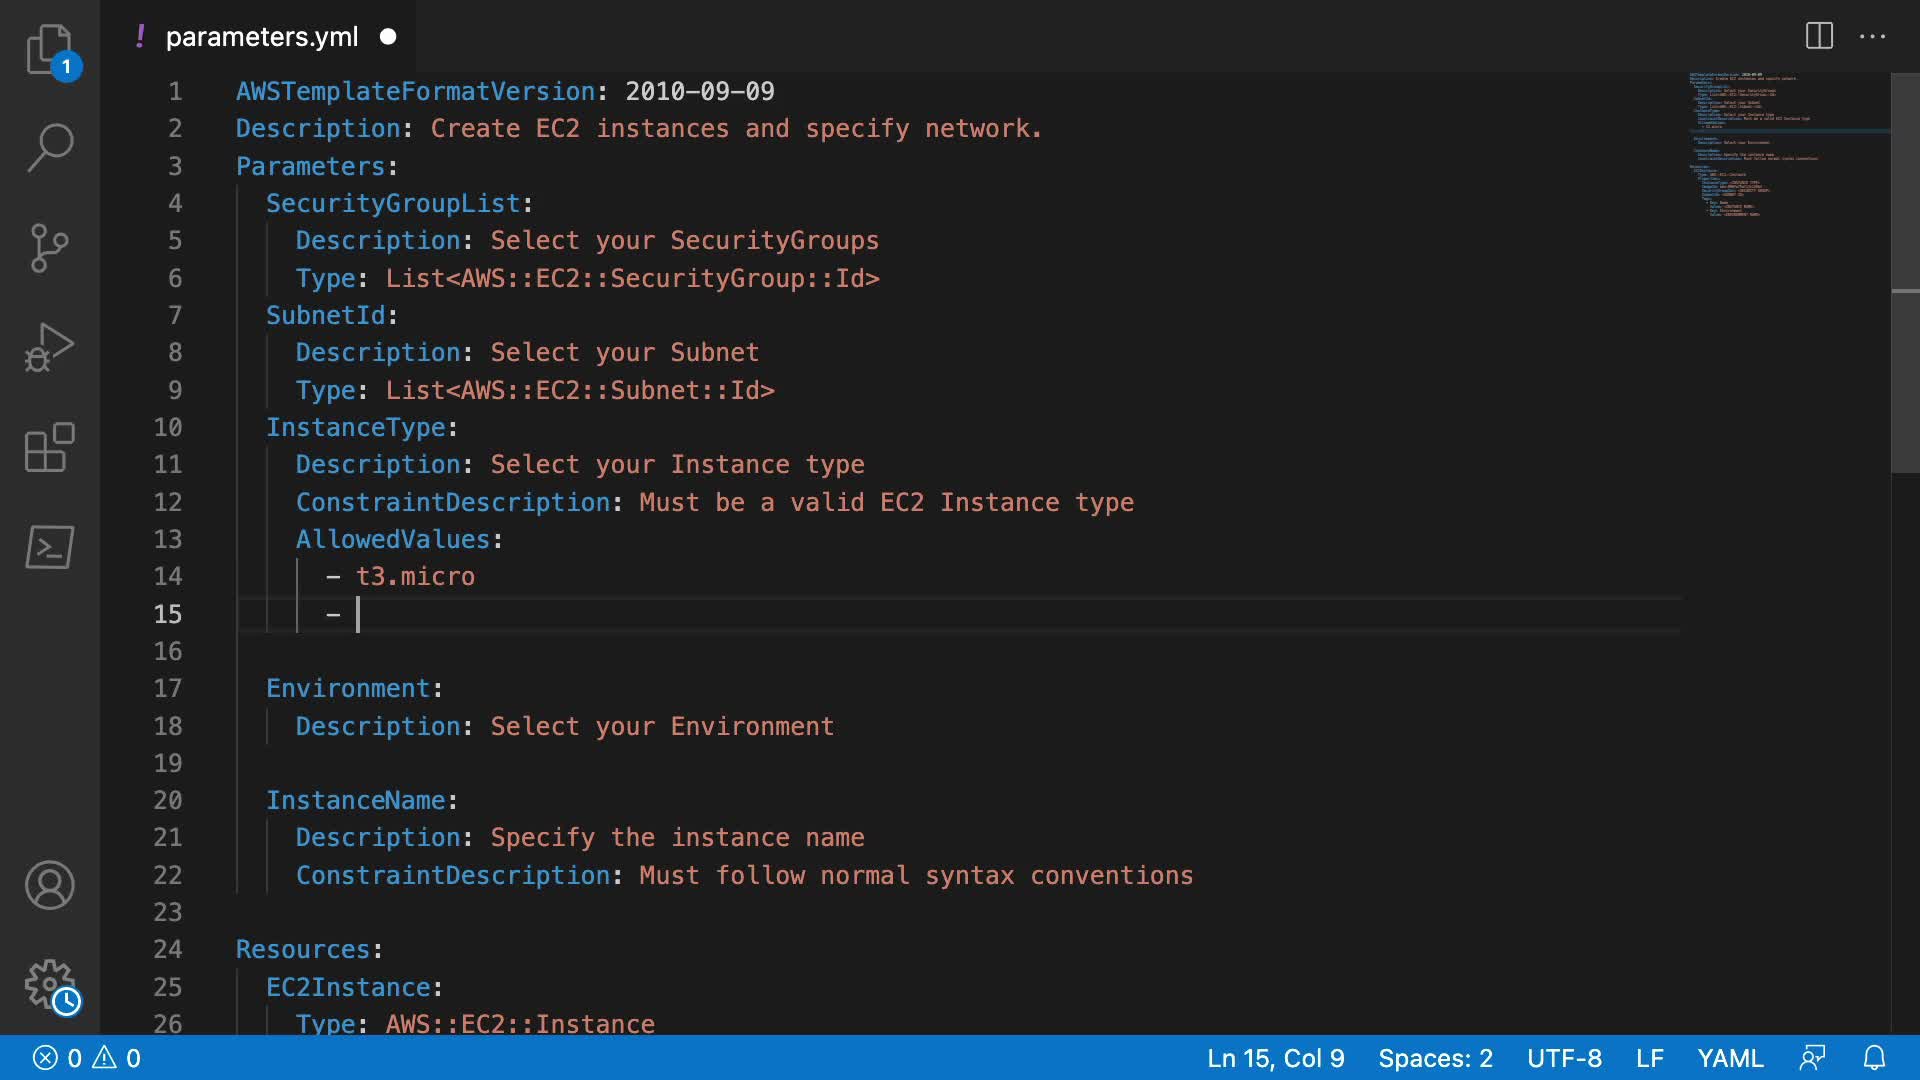 1
! parameters.yml
1 AWSTemplateFormatVersion: 2010-09-09
2 Description: Create EC2 instances and specify network.
3 Parameters:
4 SecurityGroupList:
5 Description: Select your SecurityGroups
6 Type: List<AWS::EC2::SecurityGroup::Id>
7 SubnetId:
8 Description: Select your Subnet
9 Type: List<AWS::EC2::Subnet::Id>
10 InstanceType:
11 Description: Select your Instance type
12 ConstraintDescription: Must be a valid EC2 Instance type
13 AllowedValues:
14 - t3.micro
15 -
16
17 Environment:
18 Description: Select your Environment
19
20 InstanceName:
21 Description: Specify the instance name
22 ConstraintDescription: Must follow normal syntax conventions
23
24 Resources:
25 EC2Instance:
26 Type: AWS::EC2::Instance
0 0 Ln 15, Col 9 Spaces: 2 UTF-8 LF YAML